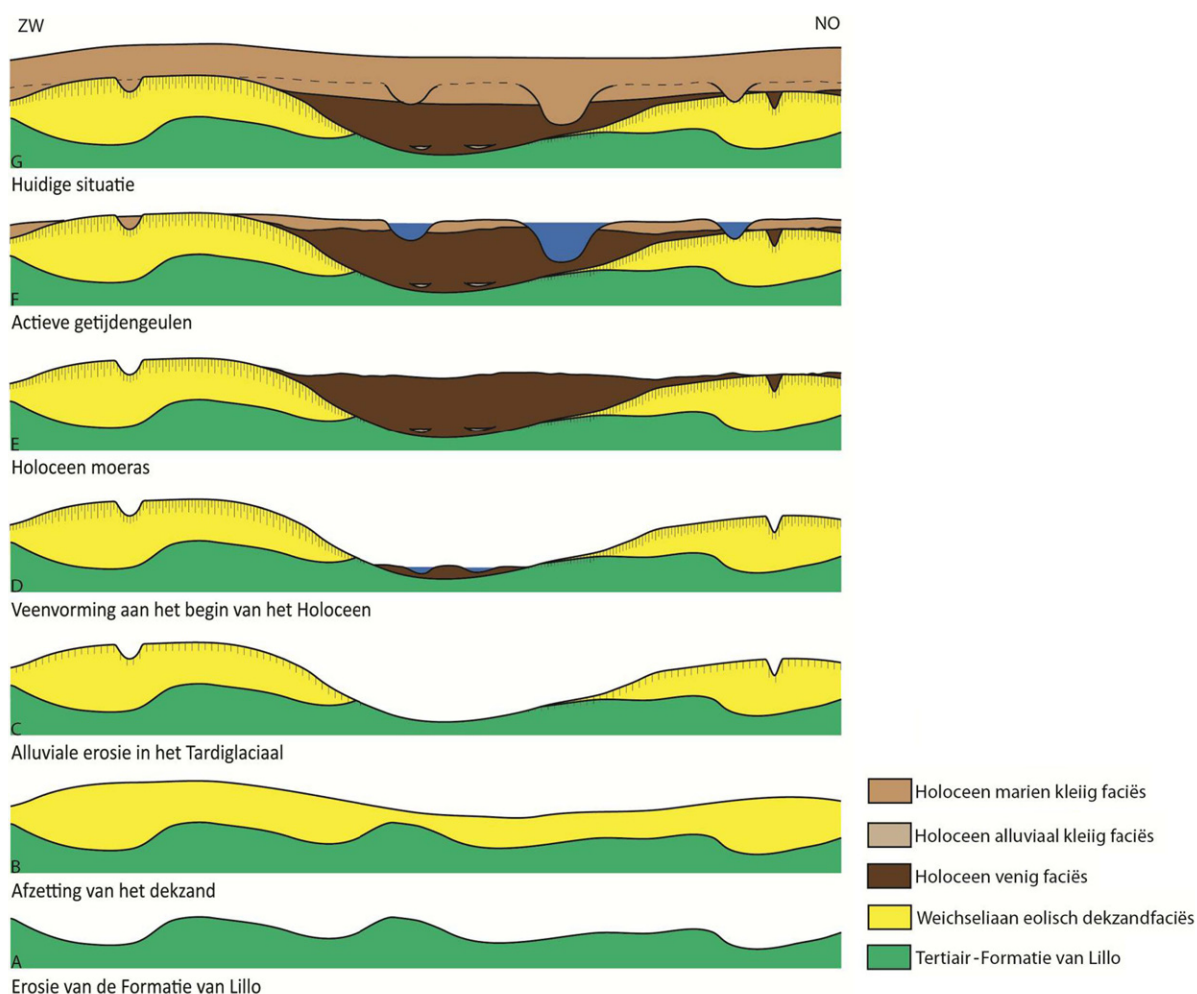 ZW
NO
G
Huidige situatie
F
Actieve getijdengeulen
E
Holoceen moeras
D
Veenvorming aan het begin van het Holoceen
C
Alluviale erosie in het Tardiglaciaal
B
Afzetting van het dekzand
A
Erosie van de Formatie van Lillo
Holoceen marien kleiig faciës
Holoceen alluviaal kleiig faciës
Holoceen venig faciës
Weichseliaan eolisch dekzandfaciës
Tertiair-Formatie van Lillo